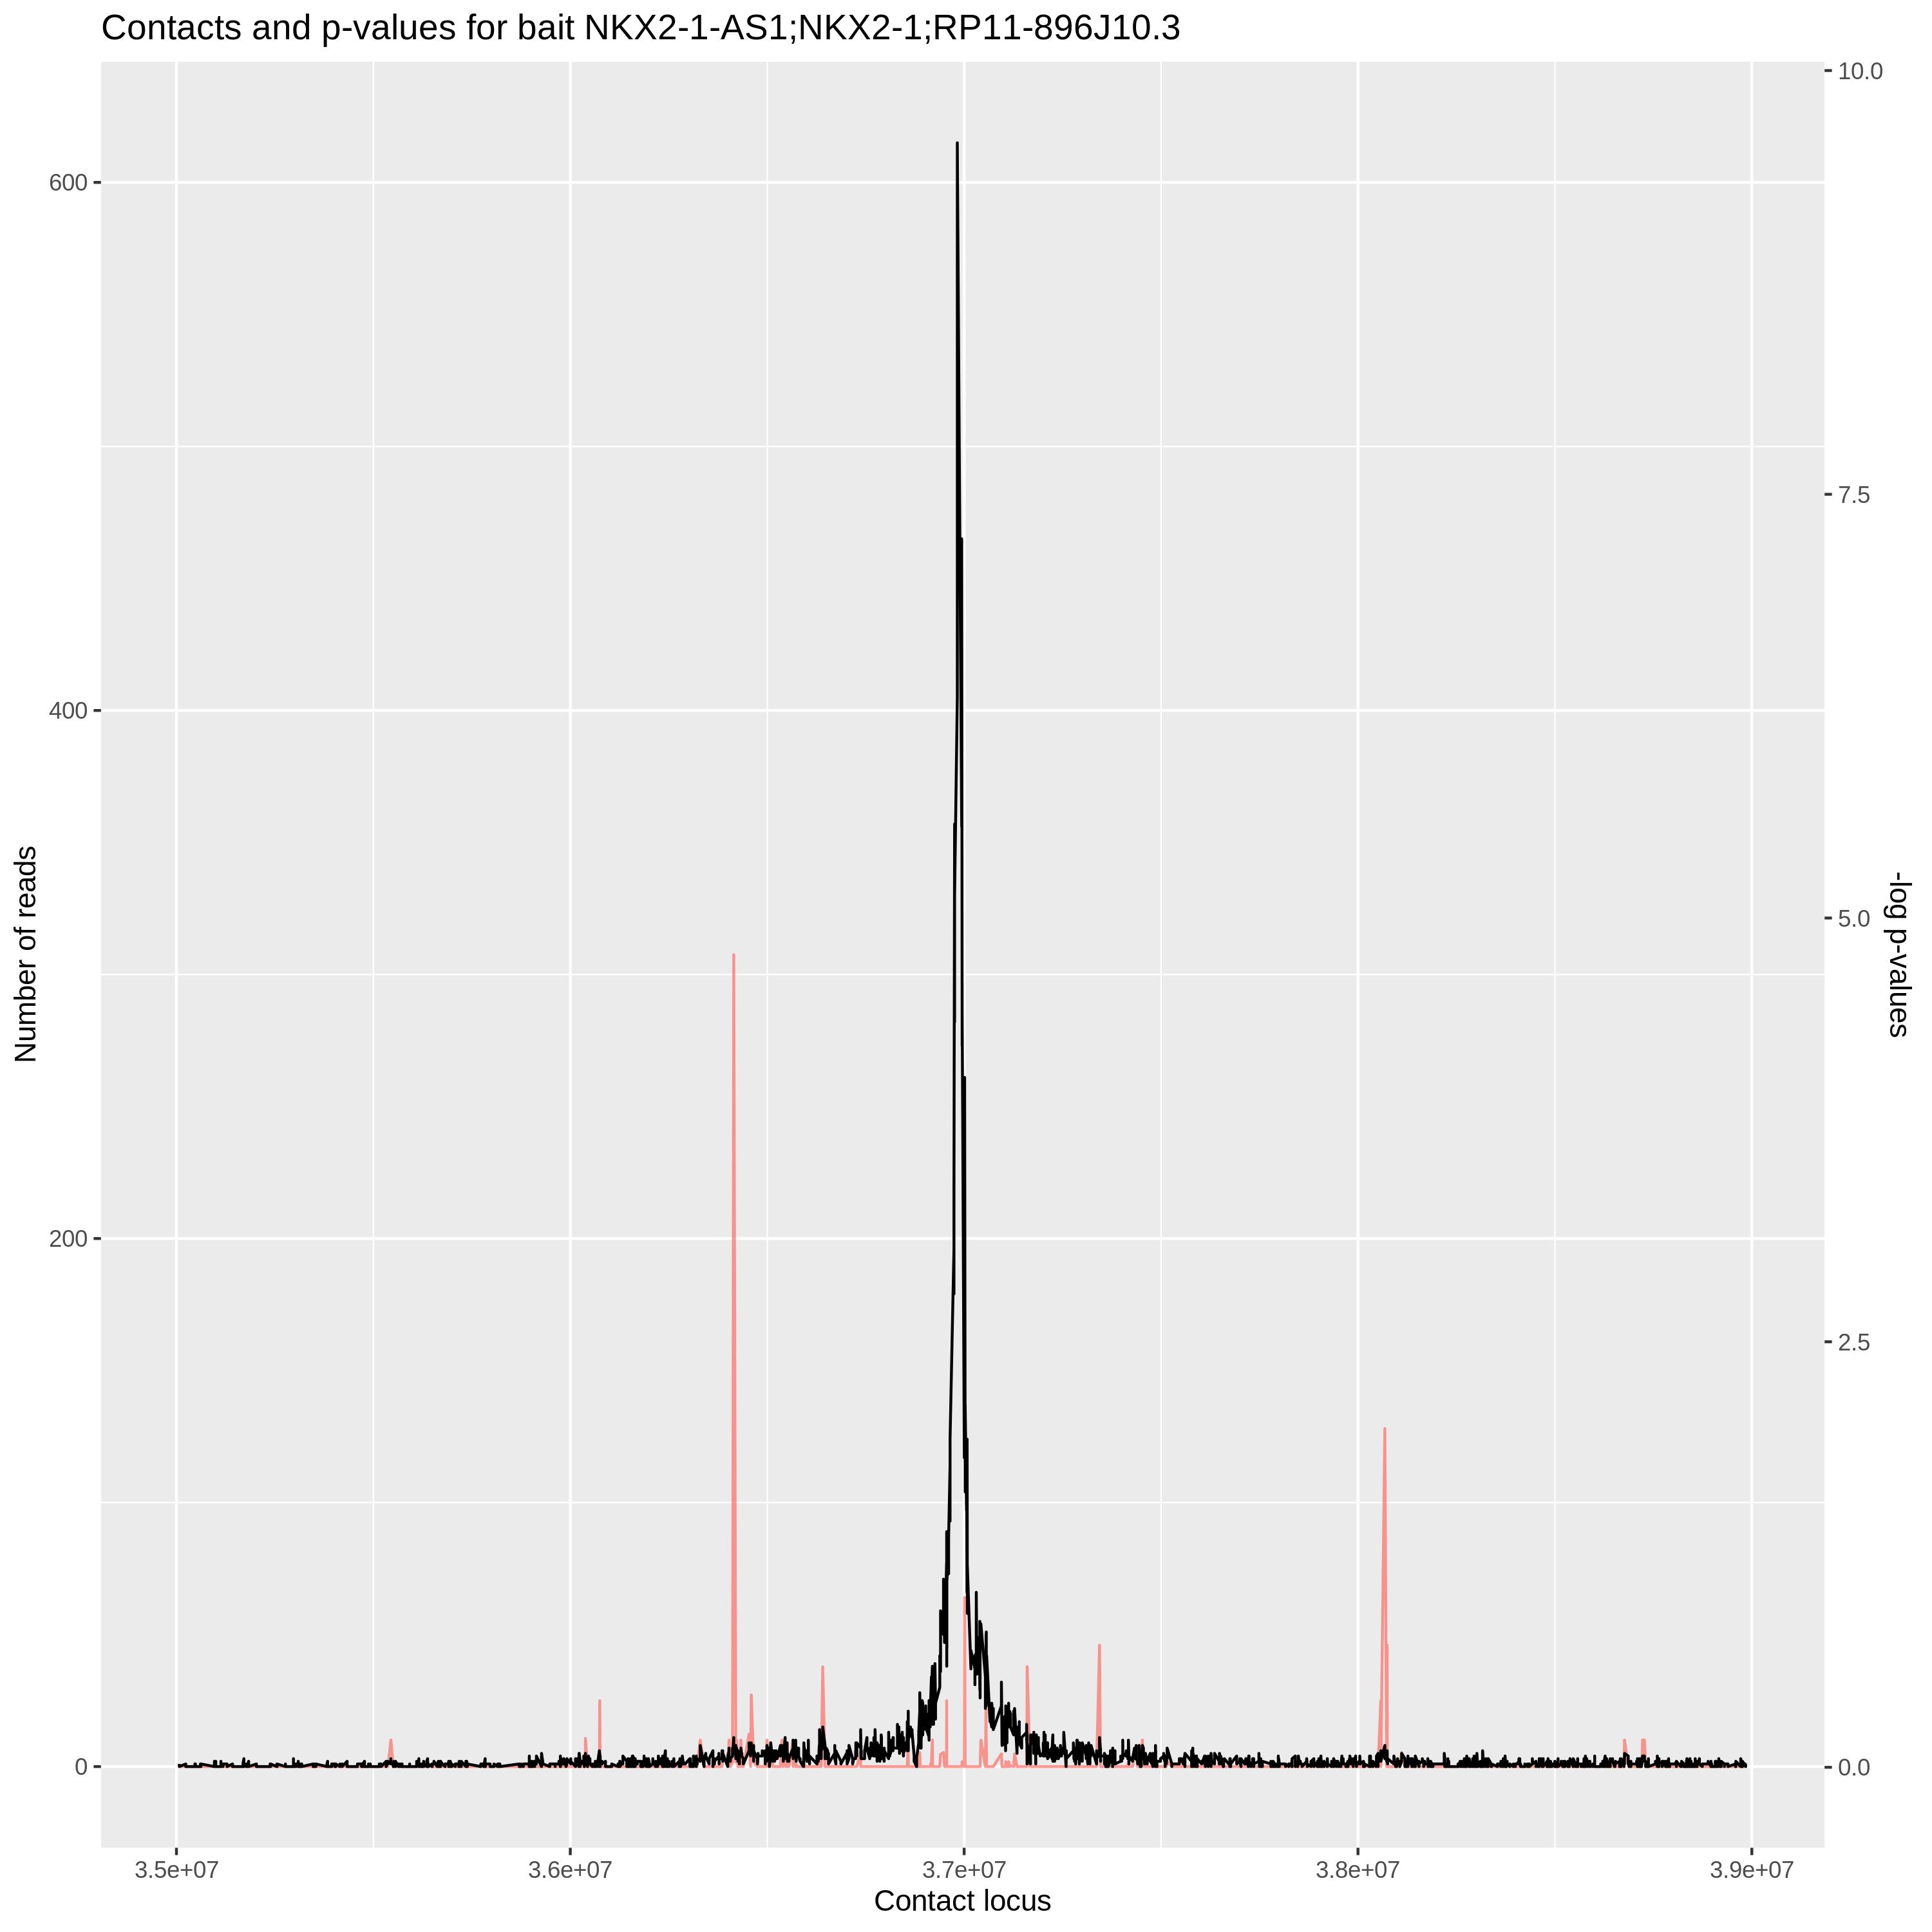 Contacts and p-values for bait NKX2-1-AS1;NKX2-1;RP11-896J10.3
10.0
600
7.5
400
5.0
Number of reads
-log p-values
200
2.5
0
0.0
3.5e+07 3.6e+07 3.7e+07 3.8e+07 3.9e+07
Contact locus